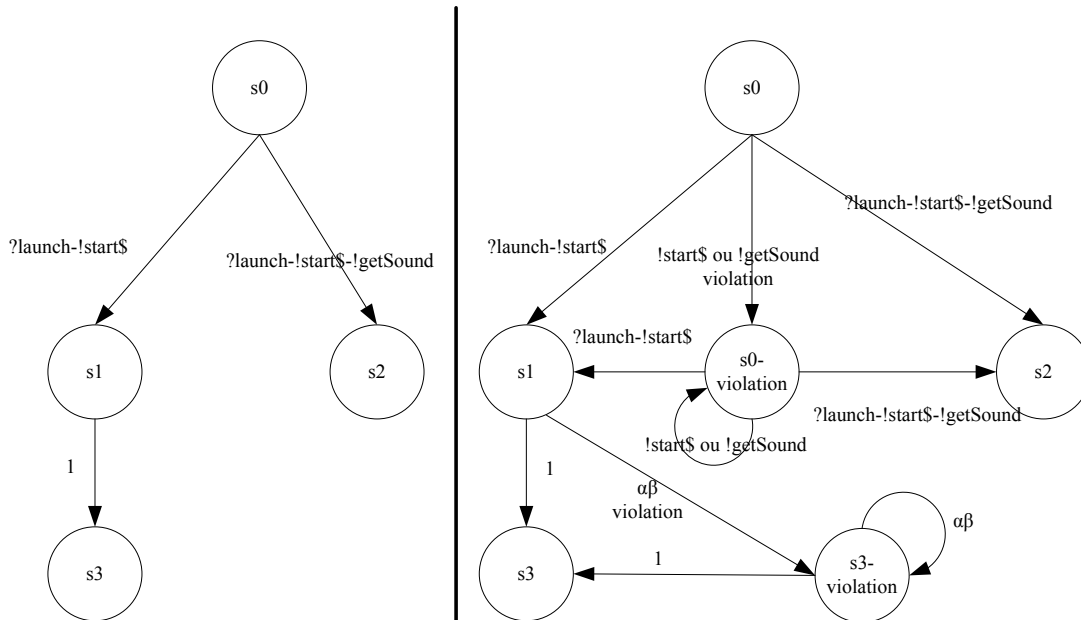 s0
?launch-!start$
?launch-!start$-!getSound
s1
s2
1
s3
s0
?launch-!start$-!getSound
?launch-!start$
!start$ ou !getSound
violation
?launch-!start$
s1
s0-
violation
s2
?launch-!start$-!getSound
!start$ ou !getSound
1
αβ
violation
αβ
1
s3
s3-
violation